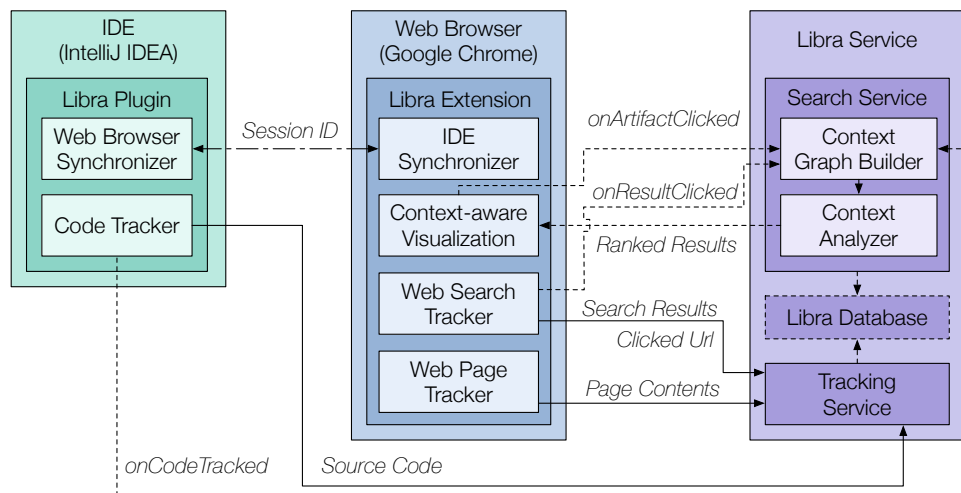 IDE
(IntelliJ IDEA)
Libra Plugin
Web Browser
Synchronizer
Code Tracker
Session ID
Web Browser
(Google Chrome)
Libra Extension
IDE
Synchronizer
Context-aware
Visualization
Web Search
Tracker
Web Page
Tracker
onArtifactClicked
onResultClicked
Ranked Results
Search Results
Clicked Url
Page Contents
Libra Service
Search Service
Context
Graph Builder
Context
Analyzer
Libra Database
Tracking
Service
onCodeTracked
Source Code